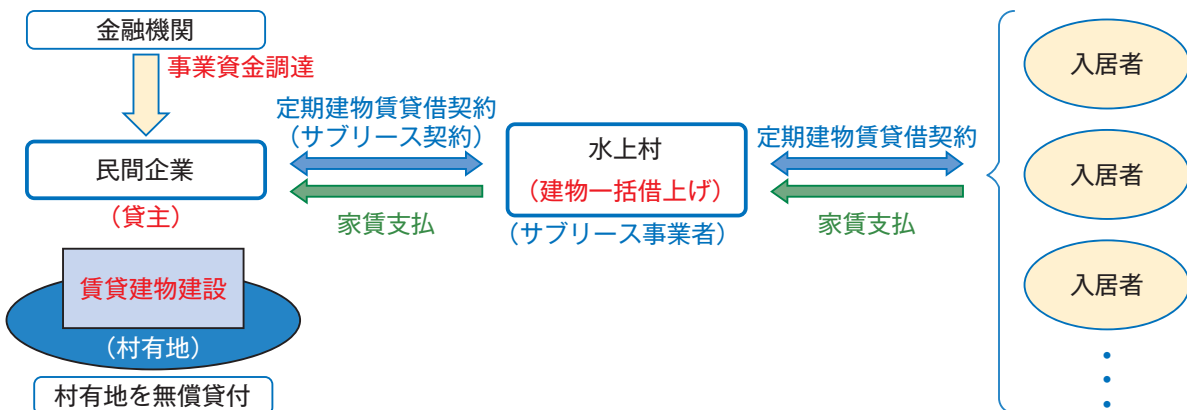 金融機関
事業資金調達
民間企業
（貸主）
賃貸建物建設
（村有地）
村有地を無償貸付
定期建物賃貸借契約
（サブリース契約）
家賃支払
水上村
（建物一括借上げ）
（サブリース事業者）
定期建物賃貸借契約
家賃支払
入居者
入居者
入居者